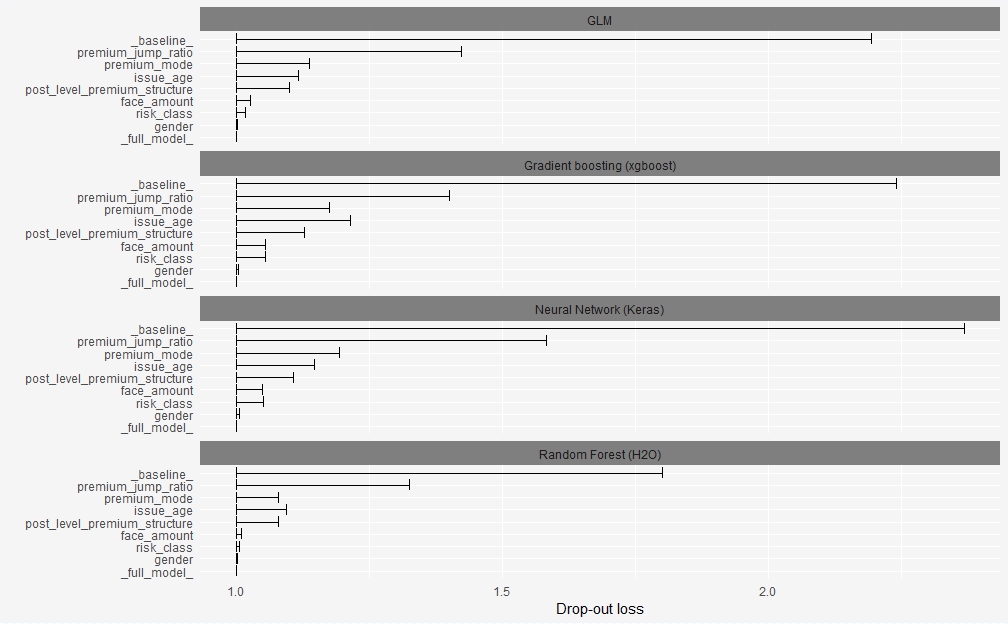 GLM
_baseline_
premium_jump_ratio
premium_mode
issue_age
post_level_premium_structure
face_amount
risk_class
gender
_full_model_
Gradient boosting (xgboost)
_baseline_
premium_jump_ratio
premium_mode
issue_age
post_level_premium_structure
face_amount
risk_class
gender
_full_model_
Neural Network (Keras)
_baseline_
premium_jump_ratio
premium_mode
issue_age
post_level_premium_structure
face_amount
risk_class
gender
_full_model_
Random Forest (H2O)
_baseline_
premium_jump_ratio
premium_mode
issue_age
post_level_premium_structure
face_amount
risk_class
gender
_full_model_
1.0 1.5 2.0
Drop-out loss